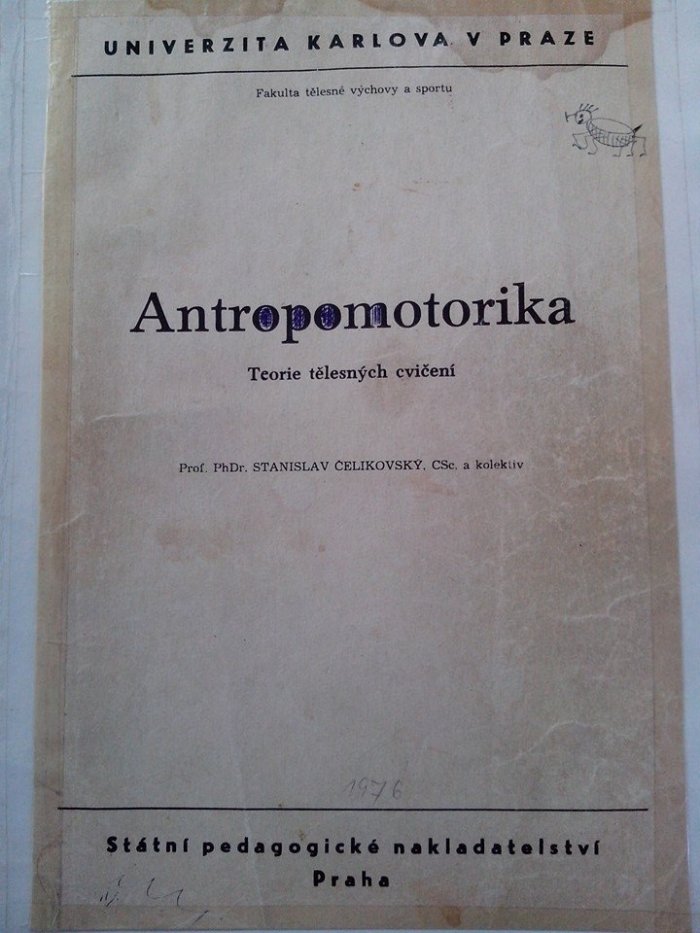 UNIVERZITA KARLOVA V PRAZE
Fakulta tělesné výchovy a sportu
Antropomotorika
Teorie tělesných cvičení
Prof. PhDr. STANISLAV ČELIKOVSKÝ, CSc. a kolektiv
1976
Státní pedagogické nakladatelství
Praha